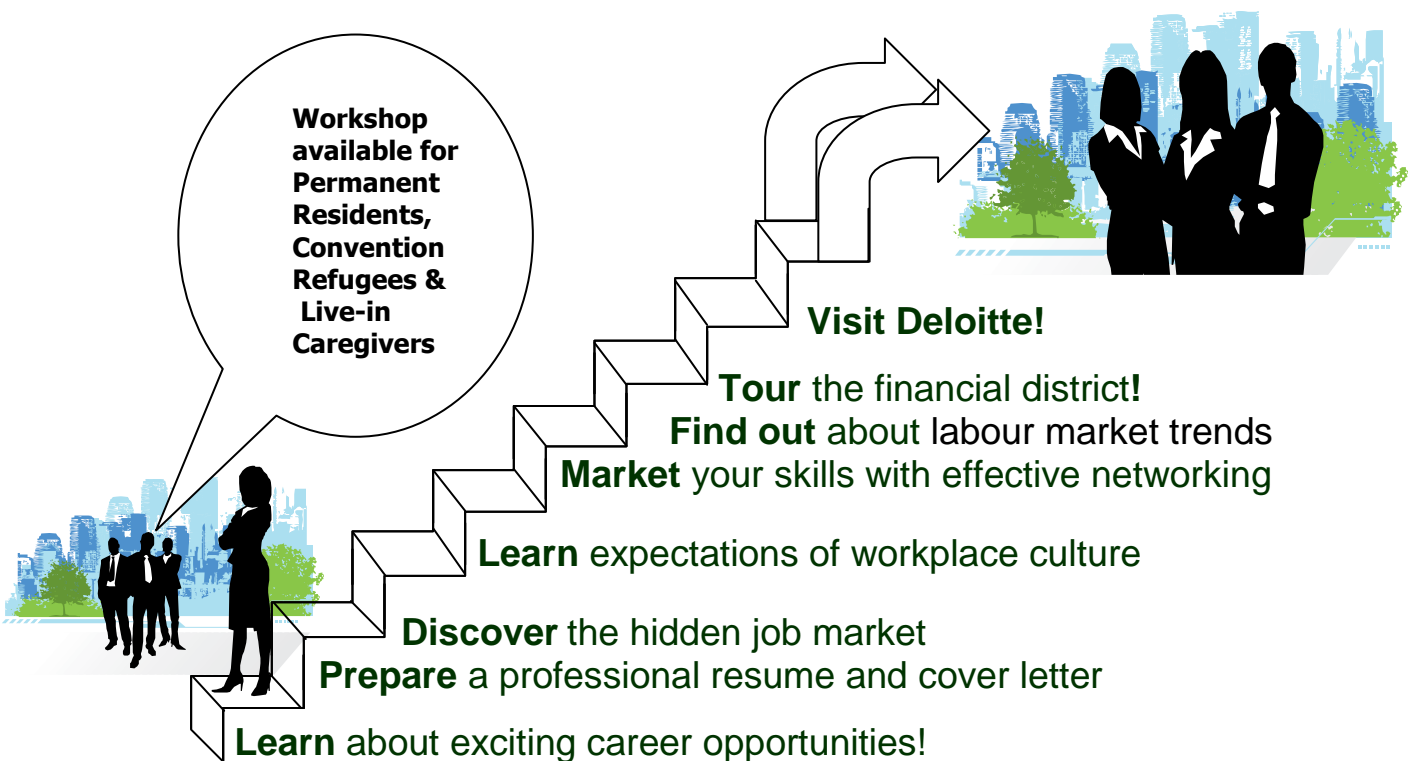 Workshop
available for
Permanent
Residents,
Convention
Refugees &
Live-in
Caregivers
Visit Deloitte!
Tour the financial district!
Find out about labour market trends
Market your skills with effective networking
Learn expectations of workplace culture
Discover the hidden job market
Prepare a professional resume and cover letter
Learn about exciting career opportunities!